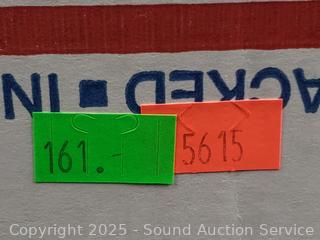 ACKED ▪ IN
161.-
5615
Copyright 2025 - Sound Auction Service